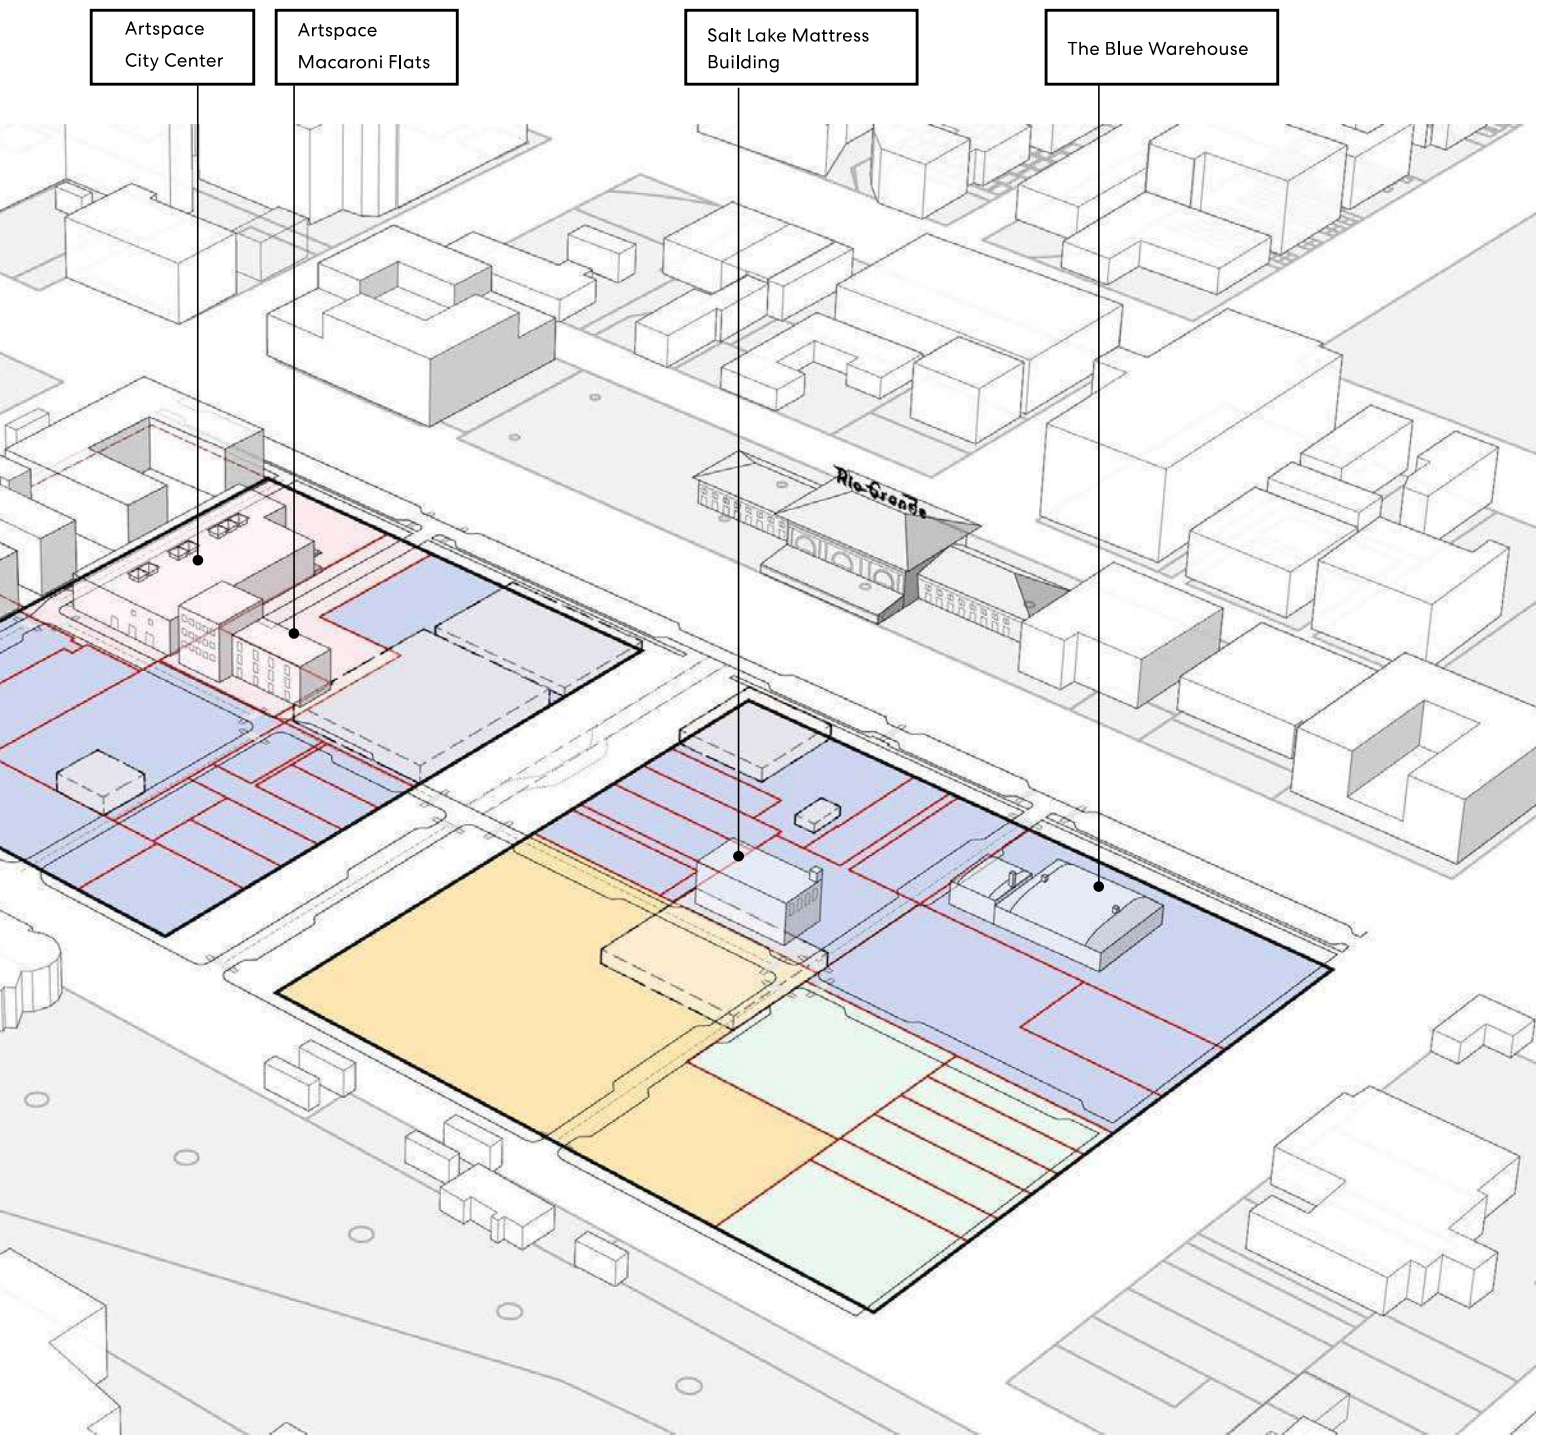 Artspace
City Center
Artspace
Macaroni Flats
Salt Lake Mattress
Building
The Blue Warehouse
Rio Grande